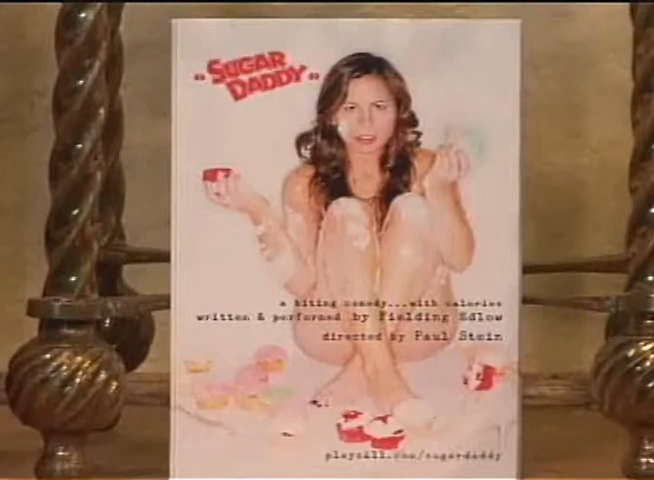 "SUGAR
DADDY"
a biting comedy...with calories
written & performed by Fielding Edlow
directed by Paul Stein
playbill.com/sugardaddy